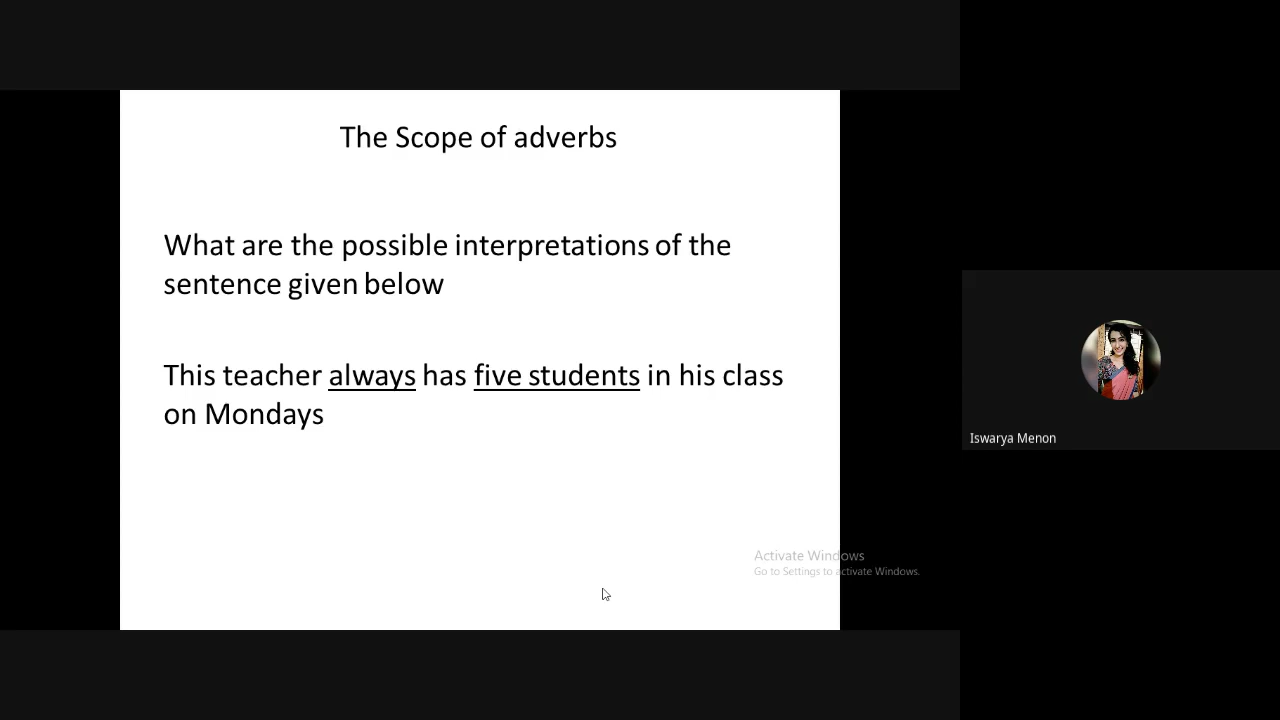 The Scope of adverbs
What are the possible interpretations of the
sentence given below
This teacher always has five students in his class
on Mondays
Iswarya Menon
Activate Windows
Go to Settings to activate Windows.